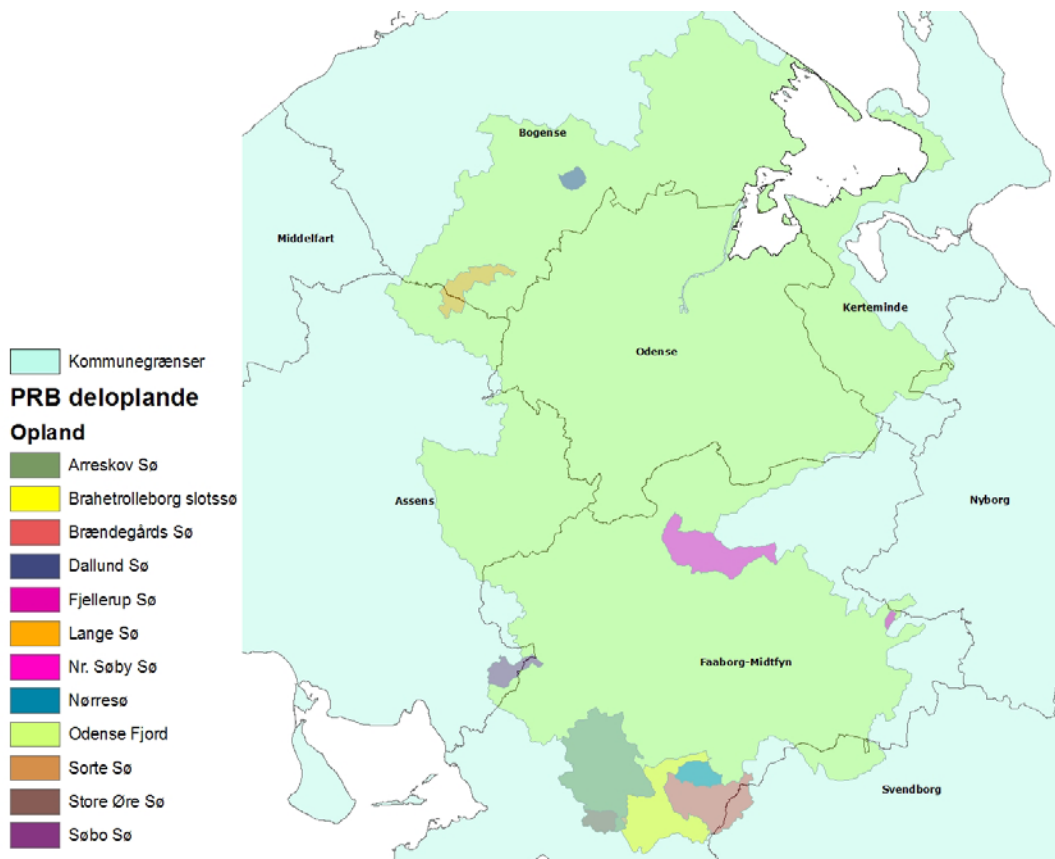 Kommunegrænser
PRB deloplande
Opland
Arreskov Sø
Brahetrolleborg slotssø
Brændegårds Sø
Dallund Sø
Fjellerup Sø
Lange Sø
Nr. Søby Sø
Nørresø
Odense Fjord
Sorte Sø
Store Øre Sø
Søbo Sø
Bogense
Middelfart
Kerteminde
Odense
Assens
Nyborg
Faaborg-Midtfyn
Svendborg